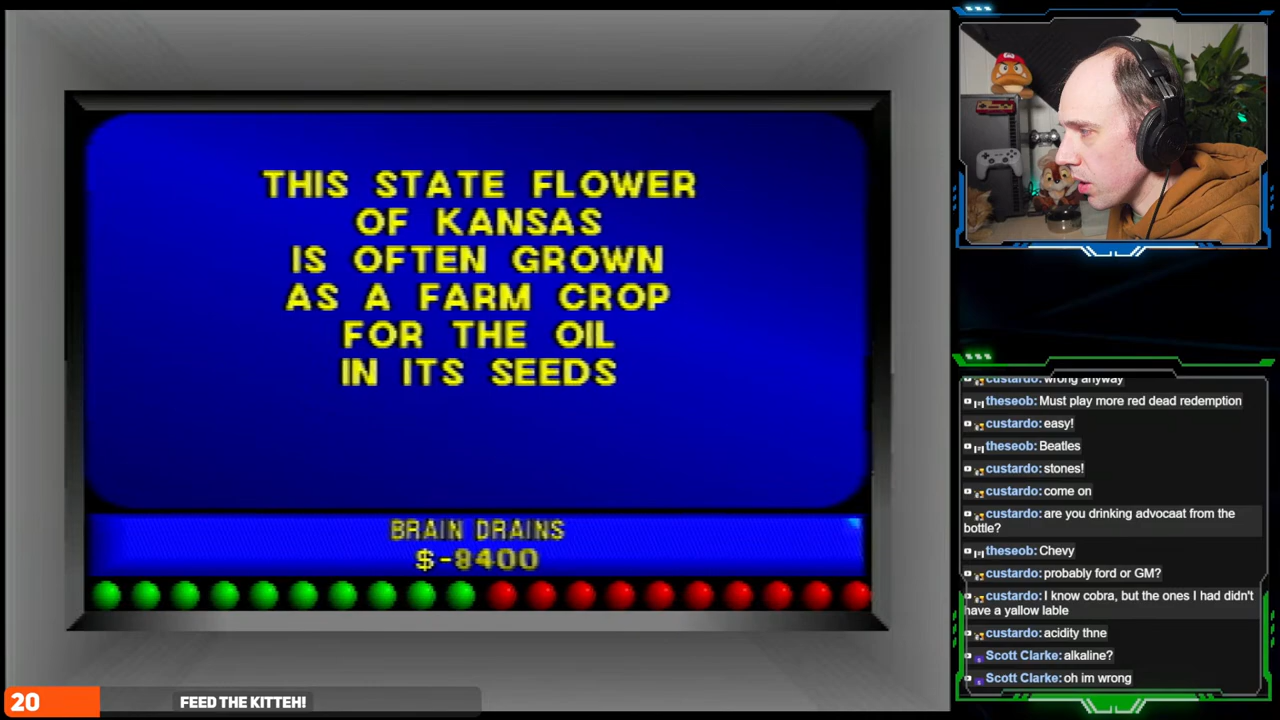 THIS STATE FLOWER
OF KANSAS
IS OFTEN GROWN
AS A FARM CROP
FOR THE OIL
IN ITS SEEDS
BRAIN DRAINS
$-8400
20
FEED THE KITTEH!
custardo: wrong anyway
theseob: Must play more red dead redemption
custardo: easy!
theseob: Beatles
custardo: stones!
custardo: come on
custardo: are you drinking advocaat from the
bottle?
theseob: Chevy
custardo: probably ford or GM?
custardo: I know cobra, but the ones I had didn't
have a yallow lable
custardo: acidity thne
Scott Clarke: alkaline?
Scott Clarke: oh im wrong